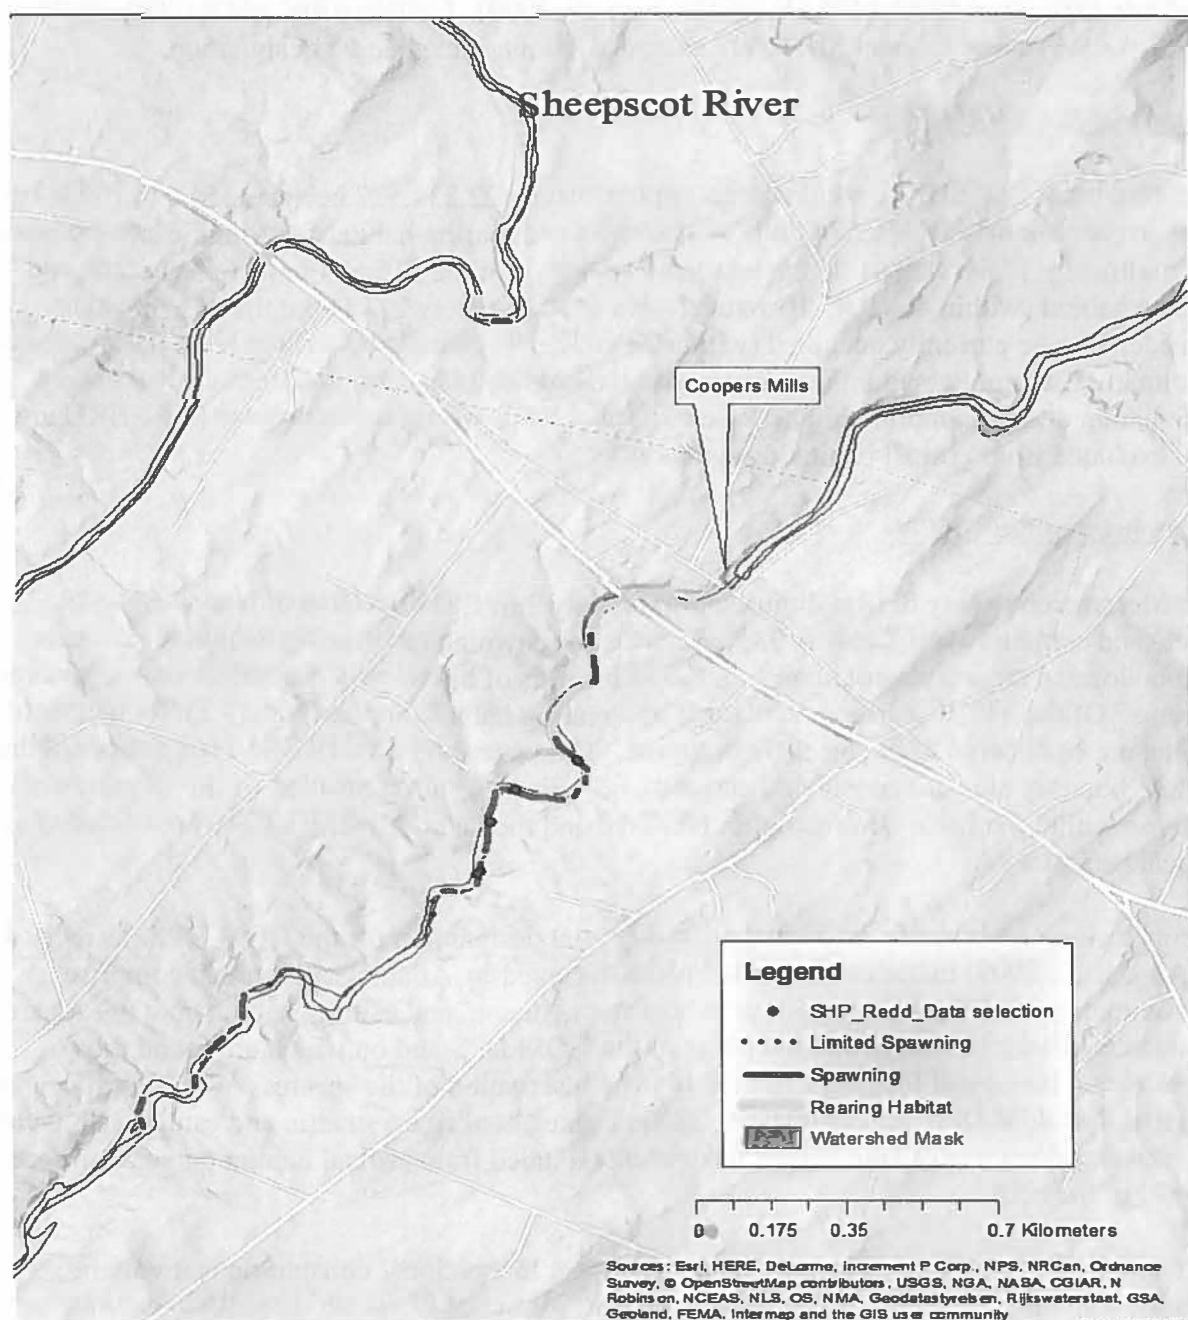 Sheepscot River
Coopers Mills
Legend
SHP_Redd_Data selection
Limited Spawning
Spawning
Rearing Habitat
Watershed Mask
0 0.175 0.35 0.7 Kilometers
Sources: Esri, HERE, DeLorme, Increment P Corp., NPS, NRCan, Ordnance
Survey, © OpenStreetMap contributors, USGS, NGA, NASA, CGIAR, N
Robinson, NCEAS, NLS, OS, NMA, Geodatastyrelsen, Rijkswaterstaat, GSA,
Geoland, FEMA, Intermap and the GIS user community